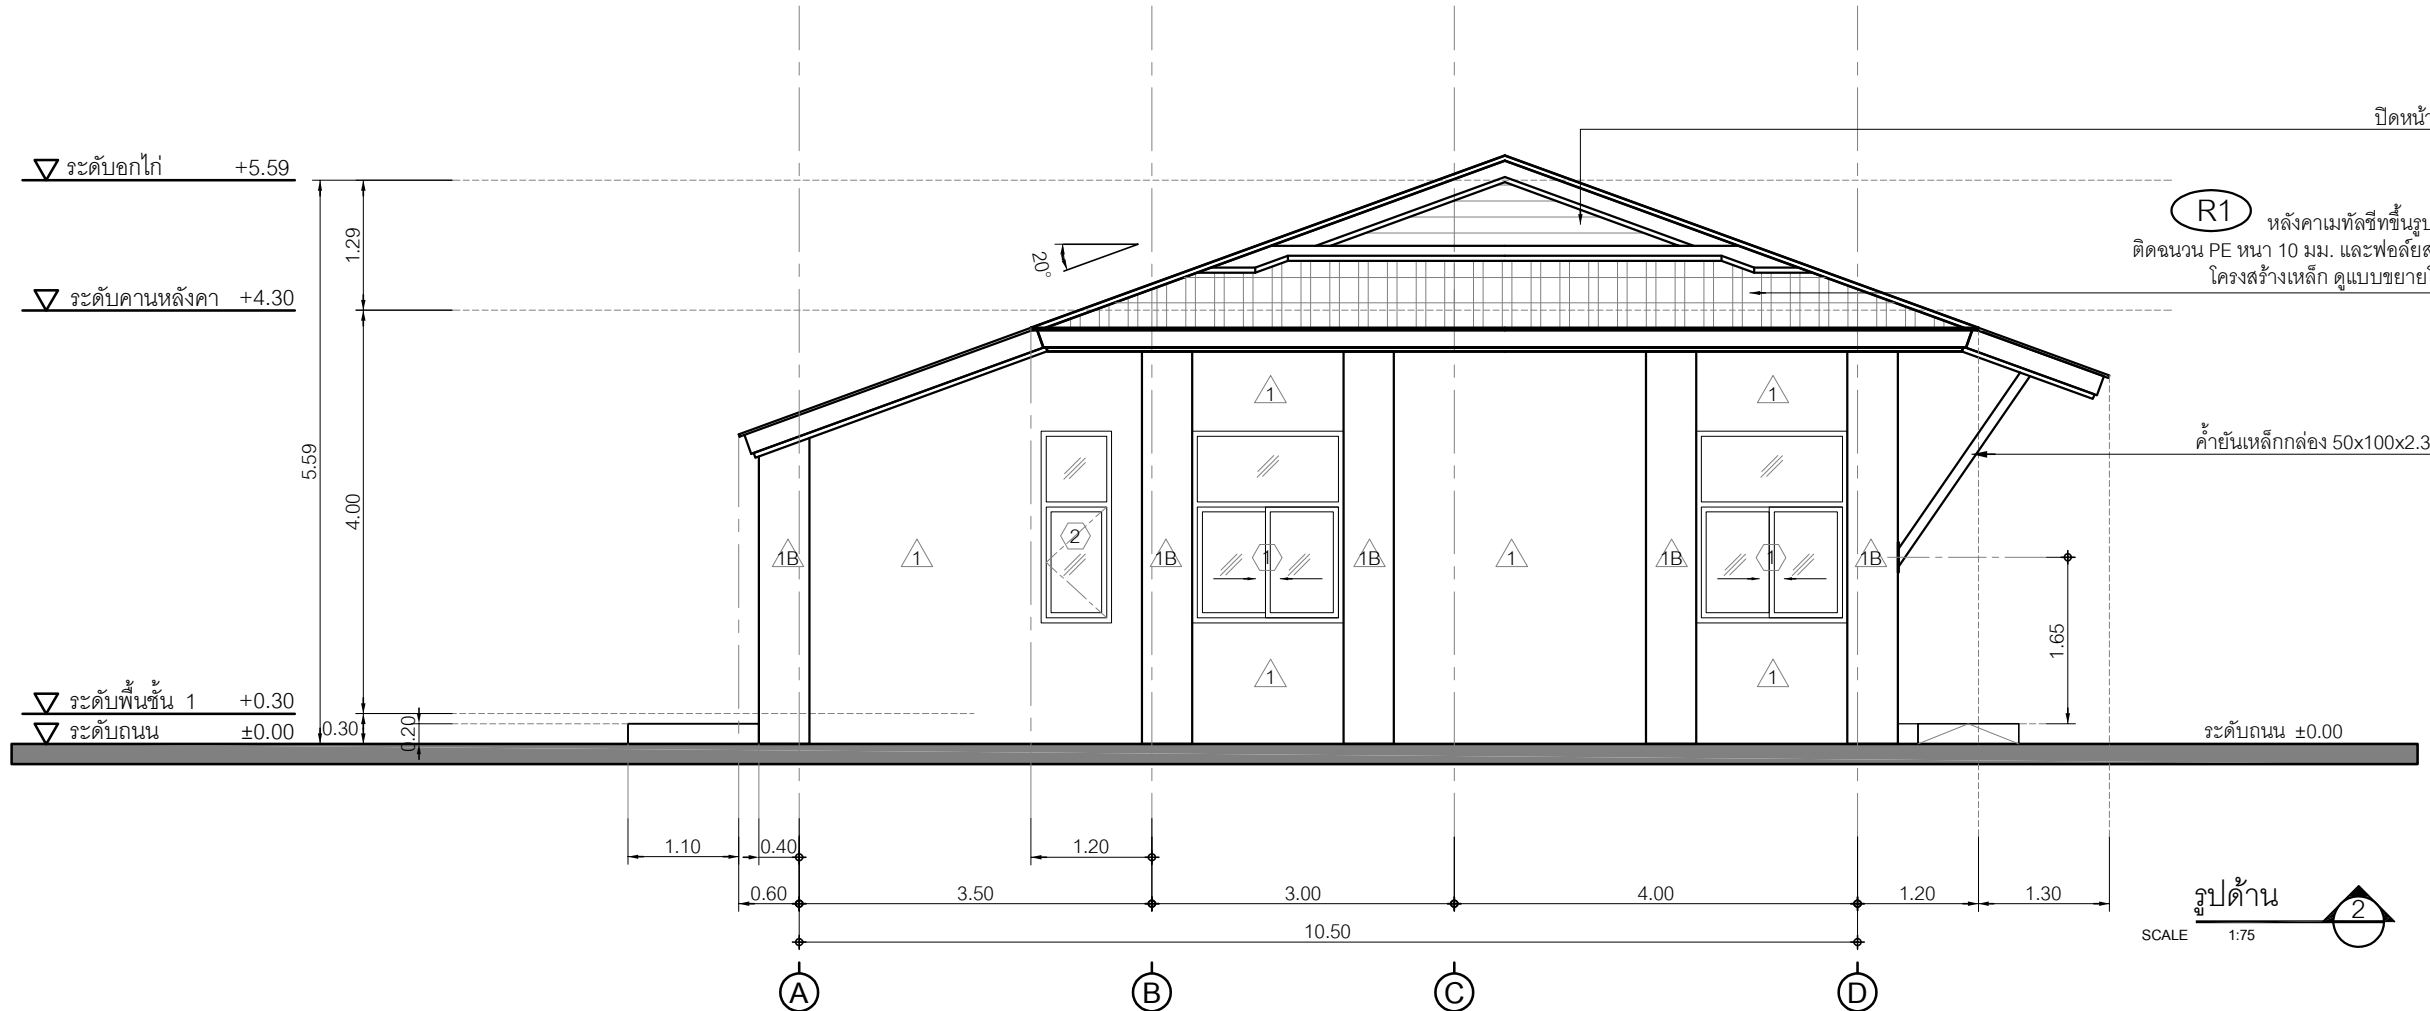 ปิดหน้า
ระดับอกไก่ +5.59
R1 หลังคาเมทัลชีทขึ้นรูป
ติดฉนวน PE หนา 10 มม. และฟอล์ยส
โครงสร้างเหล็ก ดูแบบขยาย
1.29
20°
ระดับคานหลังคา +4.30
1
1
ค้ำยันเหล็กกล่อง 50x100x2.3
5.59
4.00
2
1B
1
1B
1
1B
1
1B
1
1B
1.65
1
1
ระดับพื้นชั้น 1 +0.30
ระดับถนน ±0.00
0.30
0.20
ระดับถนน ±0.00
1.10
0.40
1.20
0.60
3.50
3.00
4.00
1.20
1.30
10.50
รูปด้าน 2
SCALE 1:75
A
B
C
D